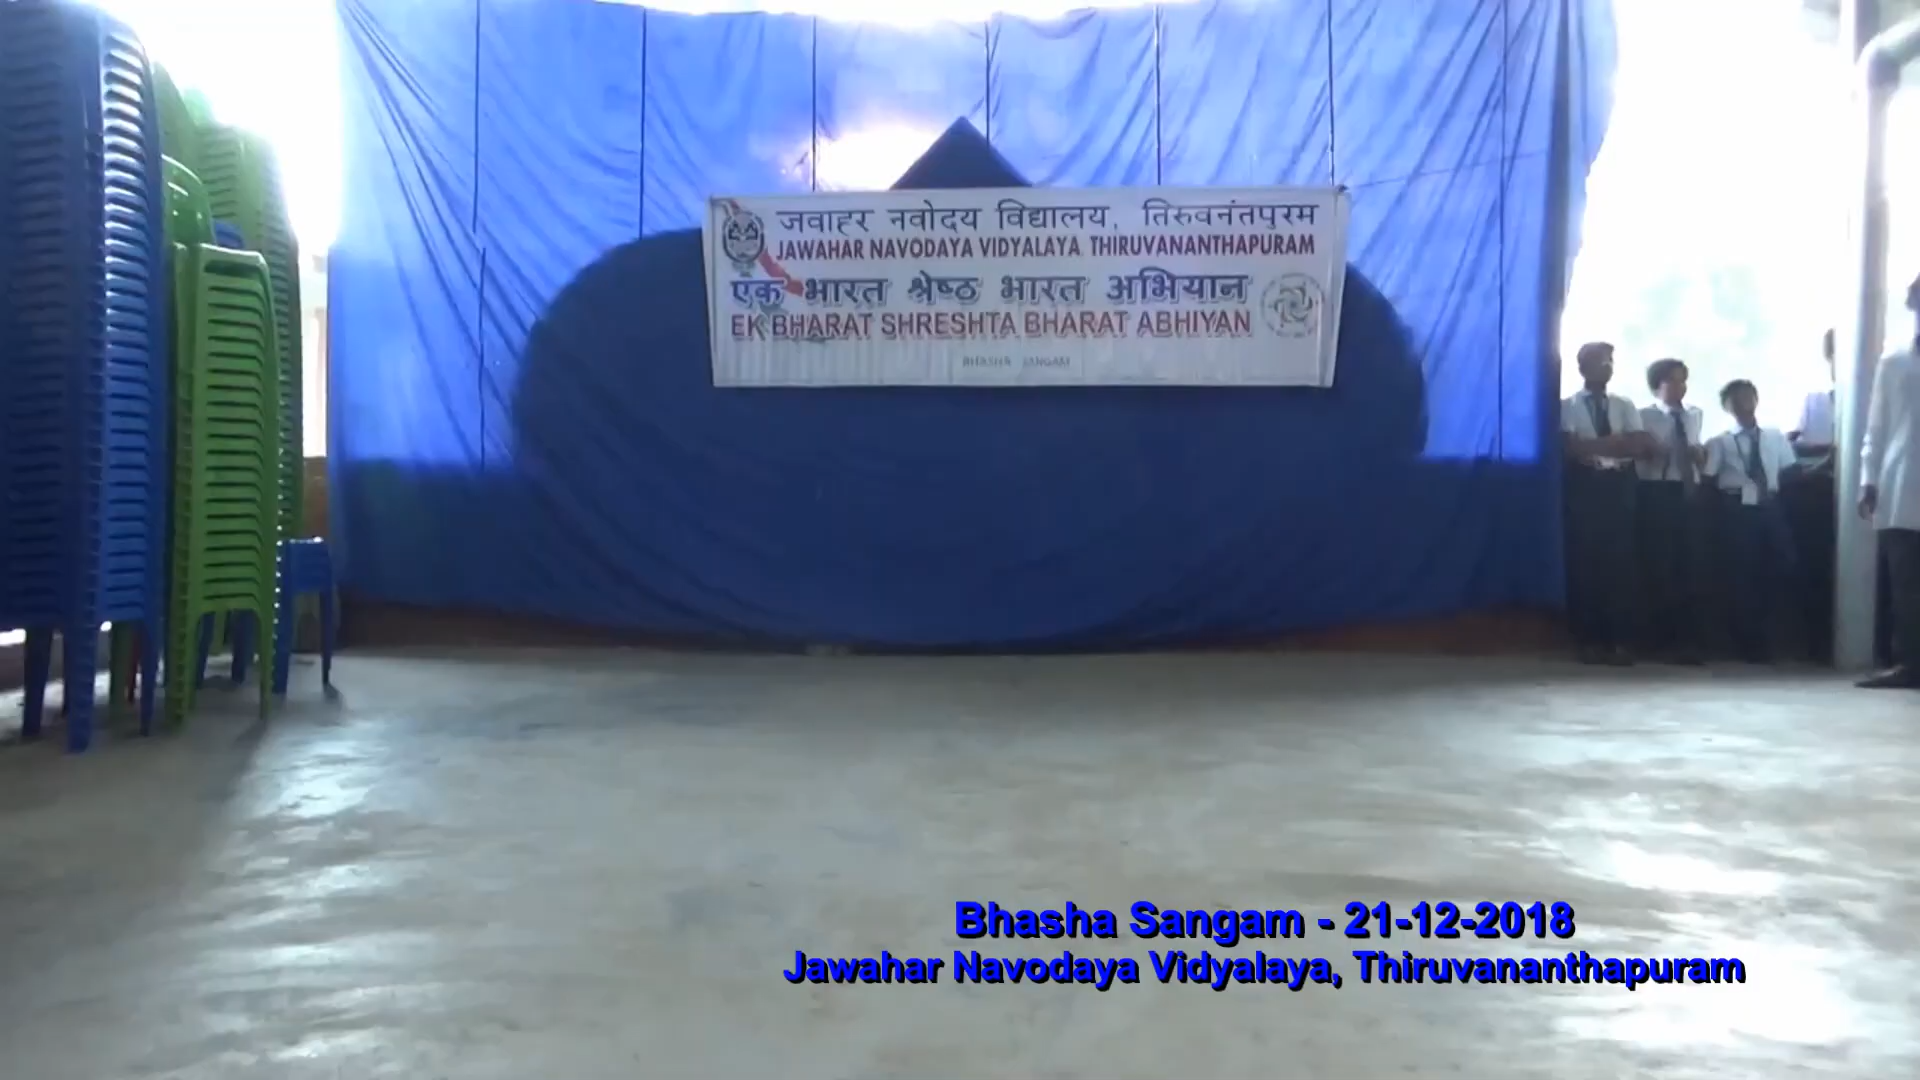 जवाहर नवोदय विद्यालय, तिरुवनंतपुरम
JAWAHAR NAVODAYA VIDYALAYA, THIRUVANANTHAPURAM
एक भारत श्रेष्ठ भारत अभियान
EK BHARAT SHRESHTA BHARAT ABHIYAN
BHASHA SANGAM
Bhasha Sangam - 21-12-2018
Jawahar Navodaya Vidyalaya, Thiruvananthapuram